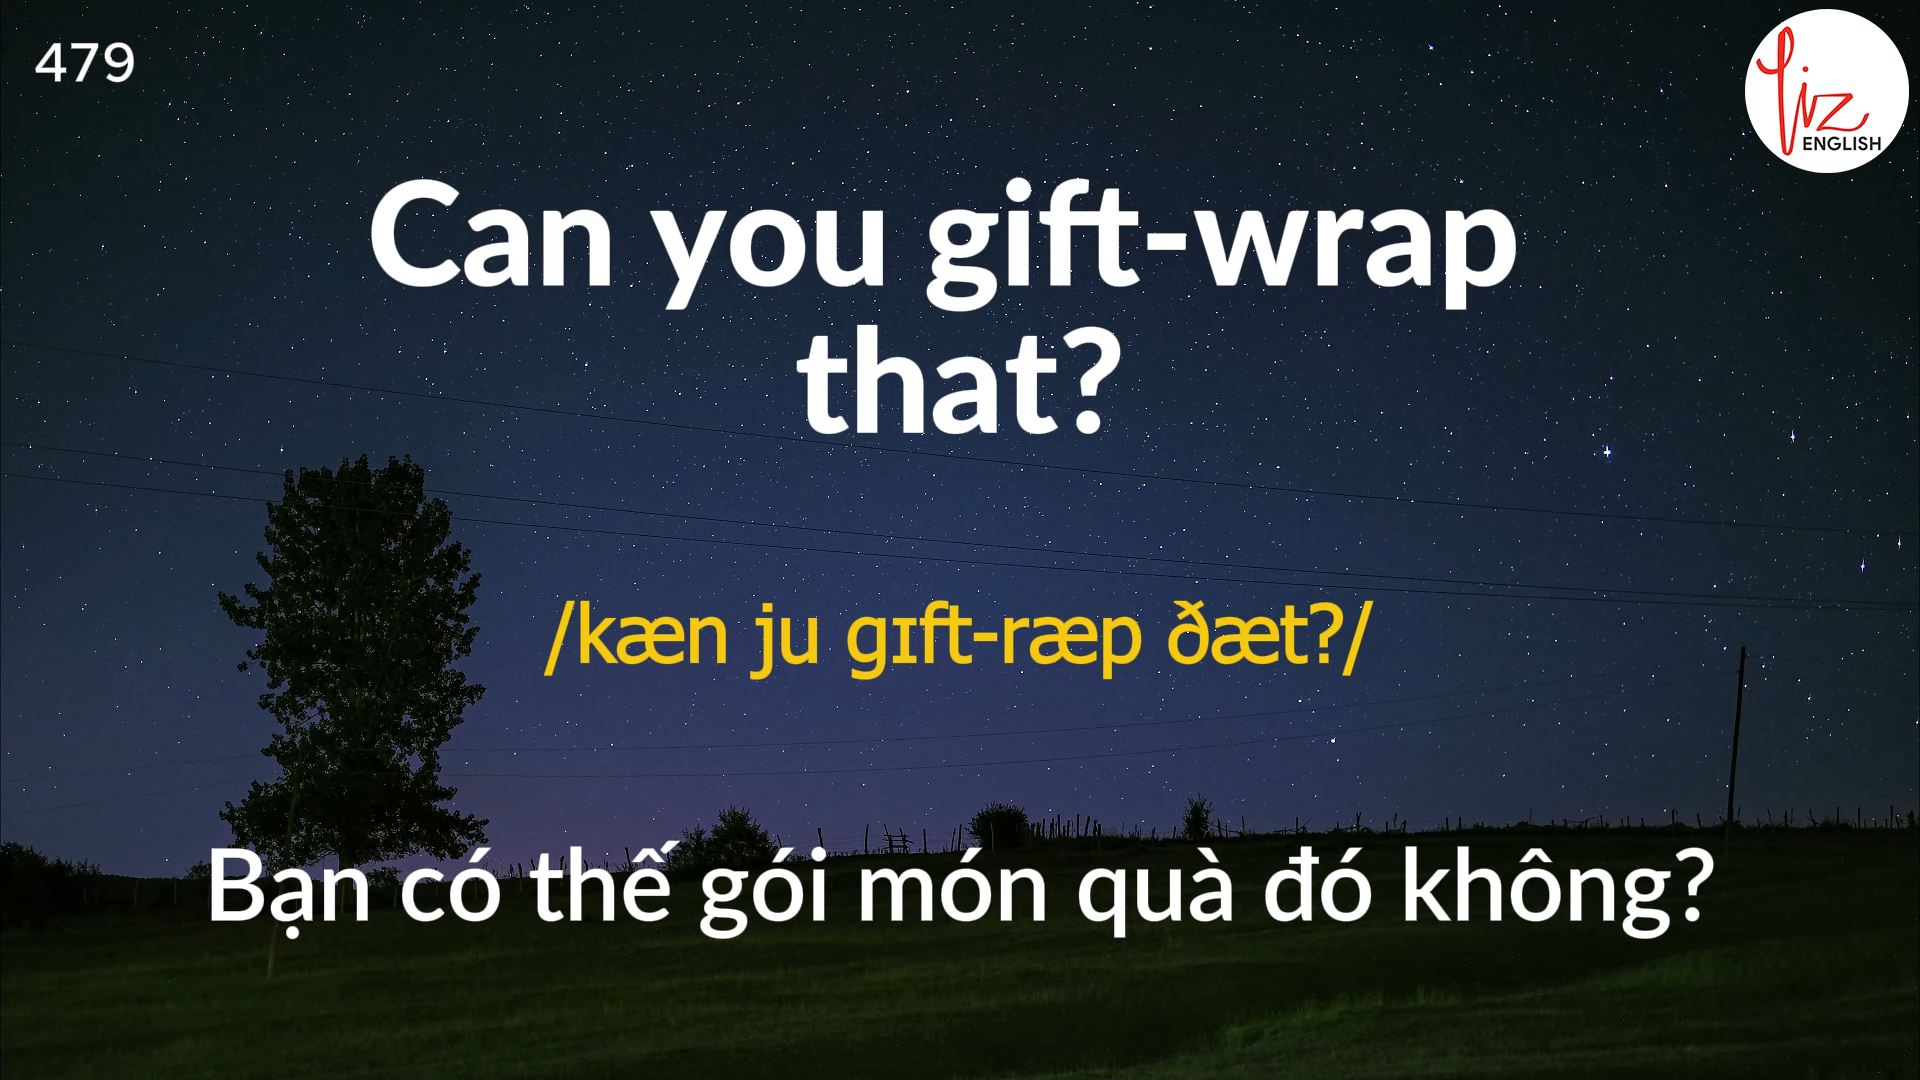 479
Liz
ENGLISH
Can you gift-wrap
that?
/kæn ju gɪft-ræp ðæt?/
Bạn có thể gói món quà đó không?